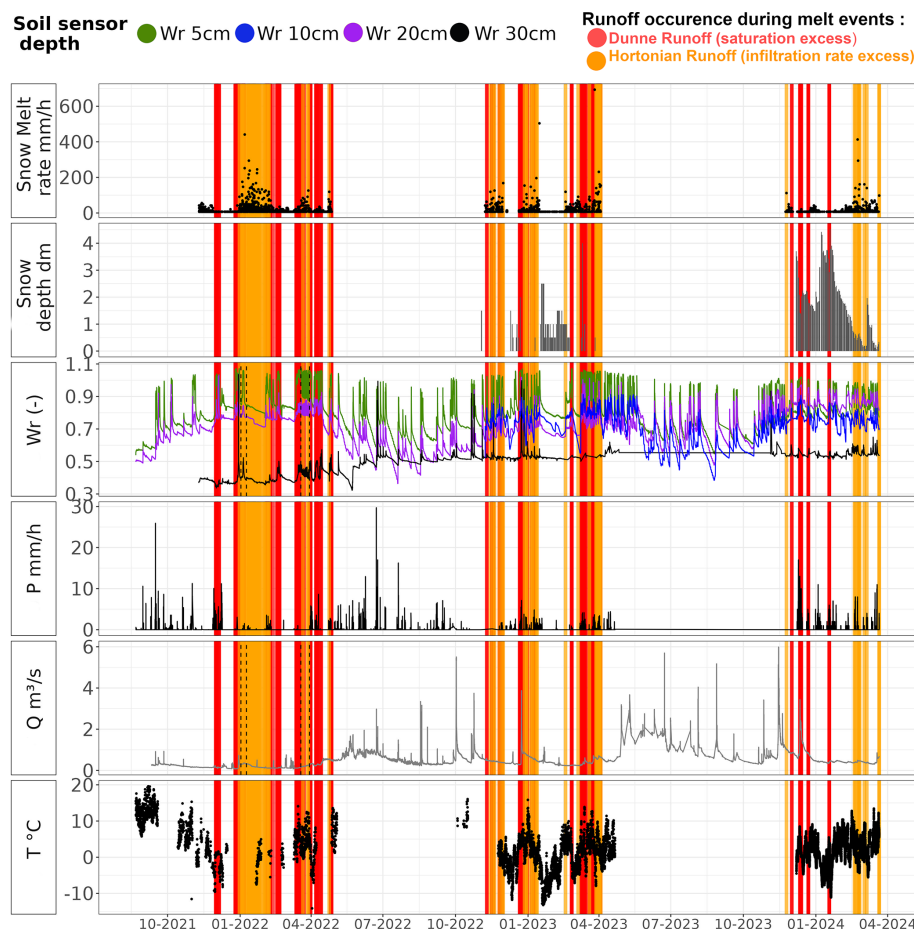 Soil sensor
depth
Wr 5cm
Wr 10cm
Wr 20cm
Wr 30cm
Runoff occurence during melt events :
Dunne Runoff (saturation excess)
Hortonian Runoff (infiltration rate excess)
Snow Melt
rate mm/h
600
400
200
0
Snow
depth dm
4
3
2
1
0
Wr (-)
1.1
0.9
0.7
0.5
0.3
P mm/h
30
20
10
0
Q m³/s
6
4
2
0
T °C
20
10
0
-10
10-2021
01-2022
04-2022
07-2022
10-2022
01-2023
04-2023
07-2023
10-2023
01-2024
04-2024